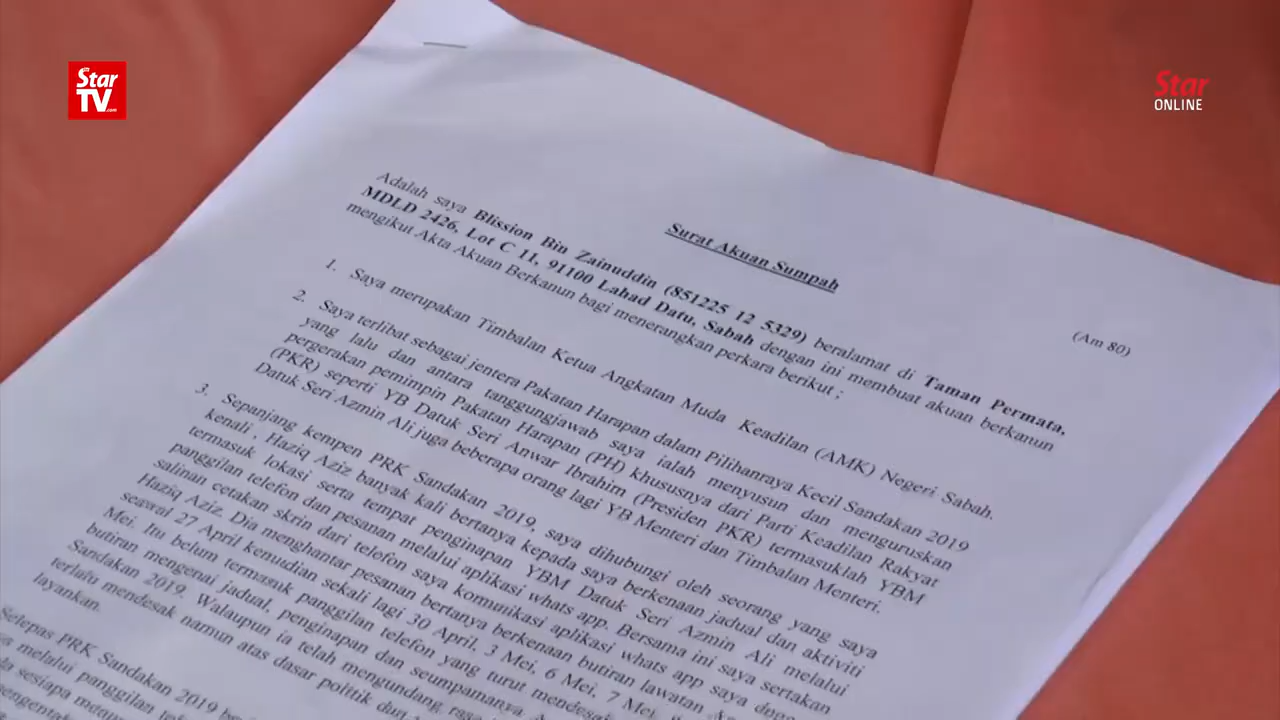 the Star
TV.com
Star
ONLINE
Surat Akuan Sumpah
(Am 80)
Adalah saya Blission Bin Zainuddin (851225 12 5329) beralamat di Taman Permata,
MDLD 2426, Lot C 11, 91100 Lahad Datu, Sabah dengan ini membuat akuan berkanun
mengikut Akta Akuan Berkanun bagi menerangkan perkara berikut ;
1. Saya merupakan Timbalan Ketua Angkatan Muda Keadilan (AMK) Negeri Sabah.
2. Saya terlibat sebagai jentera Pakatan Harapan dalam Pilihanraya Kecil Sandakan 2019
yang lalu dan antara tanggungjawab saya ialah menyusun dan menguruskan
pergerakan pemimpin Pakatan Harapan (PH) khususnya dari Parti Keadilan Rakyat
(PKR) seperti YB Datuk Seri Anwar Ibrahim (Presiden PKR) termasuklah YBM
Datuk Seri Azmin Ali juga beberapa orang lagi YB Menteri dan Timbalan Menteri.
3. Sepanjang kempen PRK Sandakan 2019, saya dihubungi oleh seorang yang saya
kenali , Haziq Aziz banyak kali bertanya kepada saya berkenaan jadual dan aktiviti
termasuk lokasi serta tempat penginapan YBM Datuk Seri Azmin Ali melalui
panggilan telefon dan pesanan melalui aplikasi whats app. Bersama ini saya sertakan
salinan cetakan skrin dari telefon saya komunikasi aplikasi whats app saya
Haziq Aziz. Dia menghantar pesanan bertanya berkenaan butiran lawatan
seawal 27 April kemudian sekali lagi 30 April, 3 Mei, 6 Mei, 7 Mei
Mei. Itu belum termasuk panggilan telefon yang turut
butiran mengenai jadual, penginapan dan seumpamanya.
Sandakan 2019. Walaupun ia telah mengundang
terlalu mendesak namun atas dasar politik
layankan.
Selepas PRK Sandakan 2019
melalui panggilan